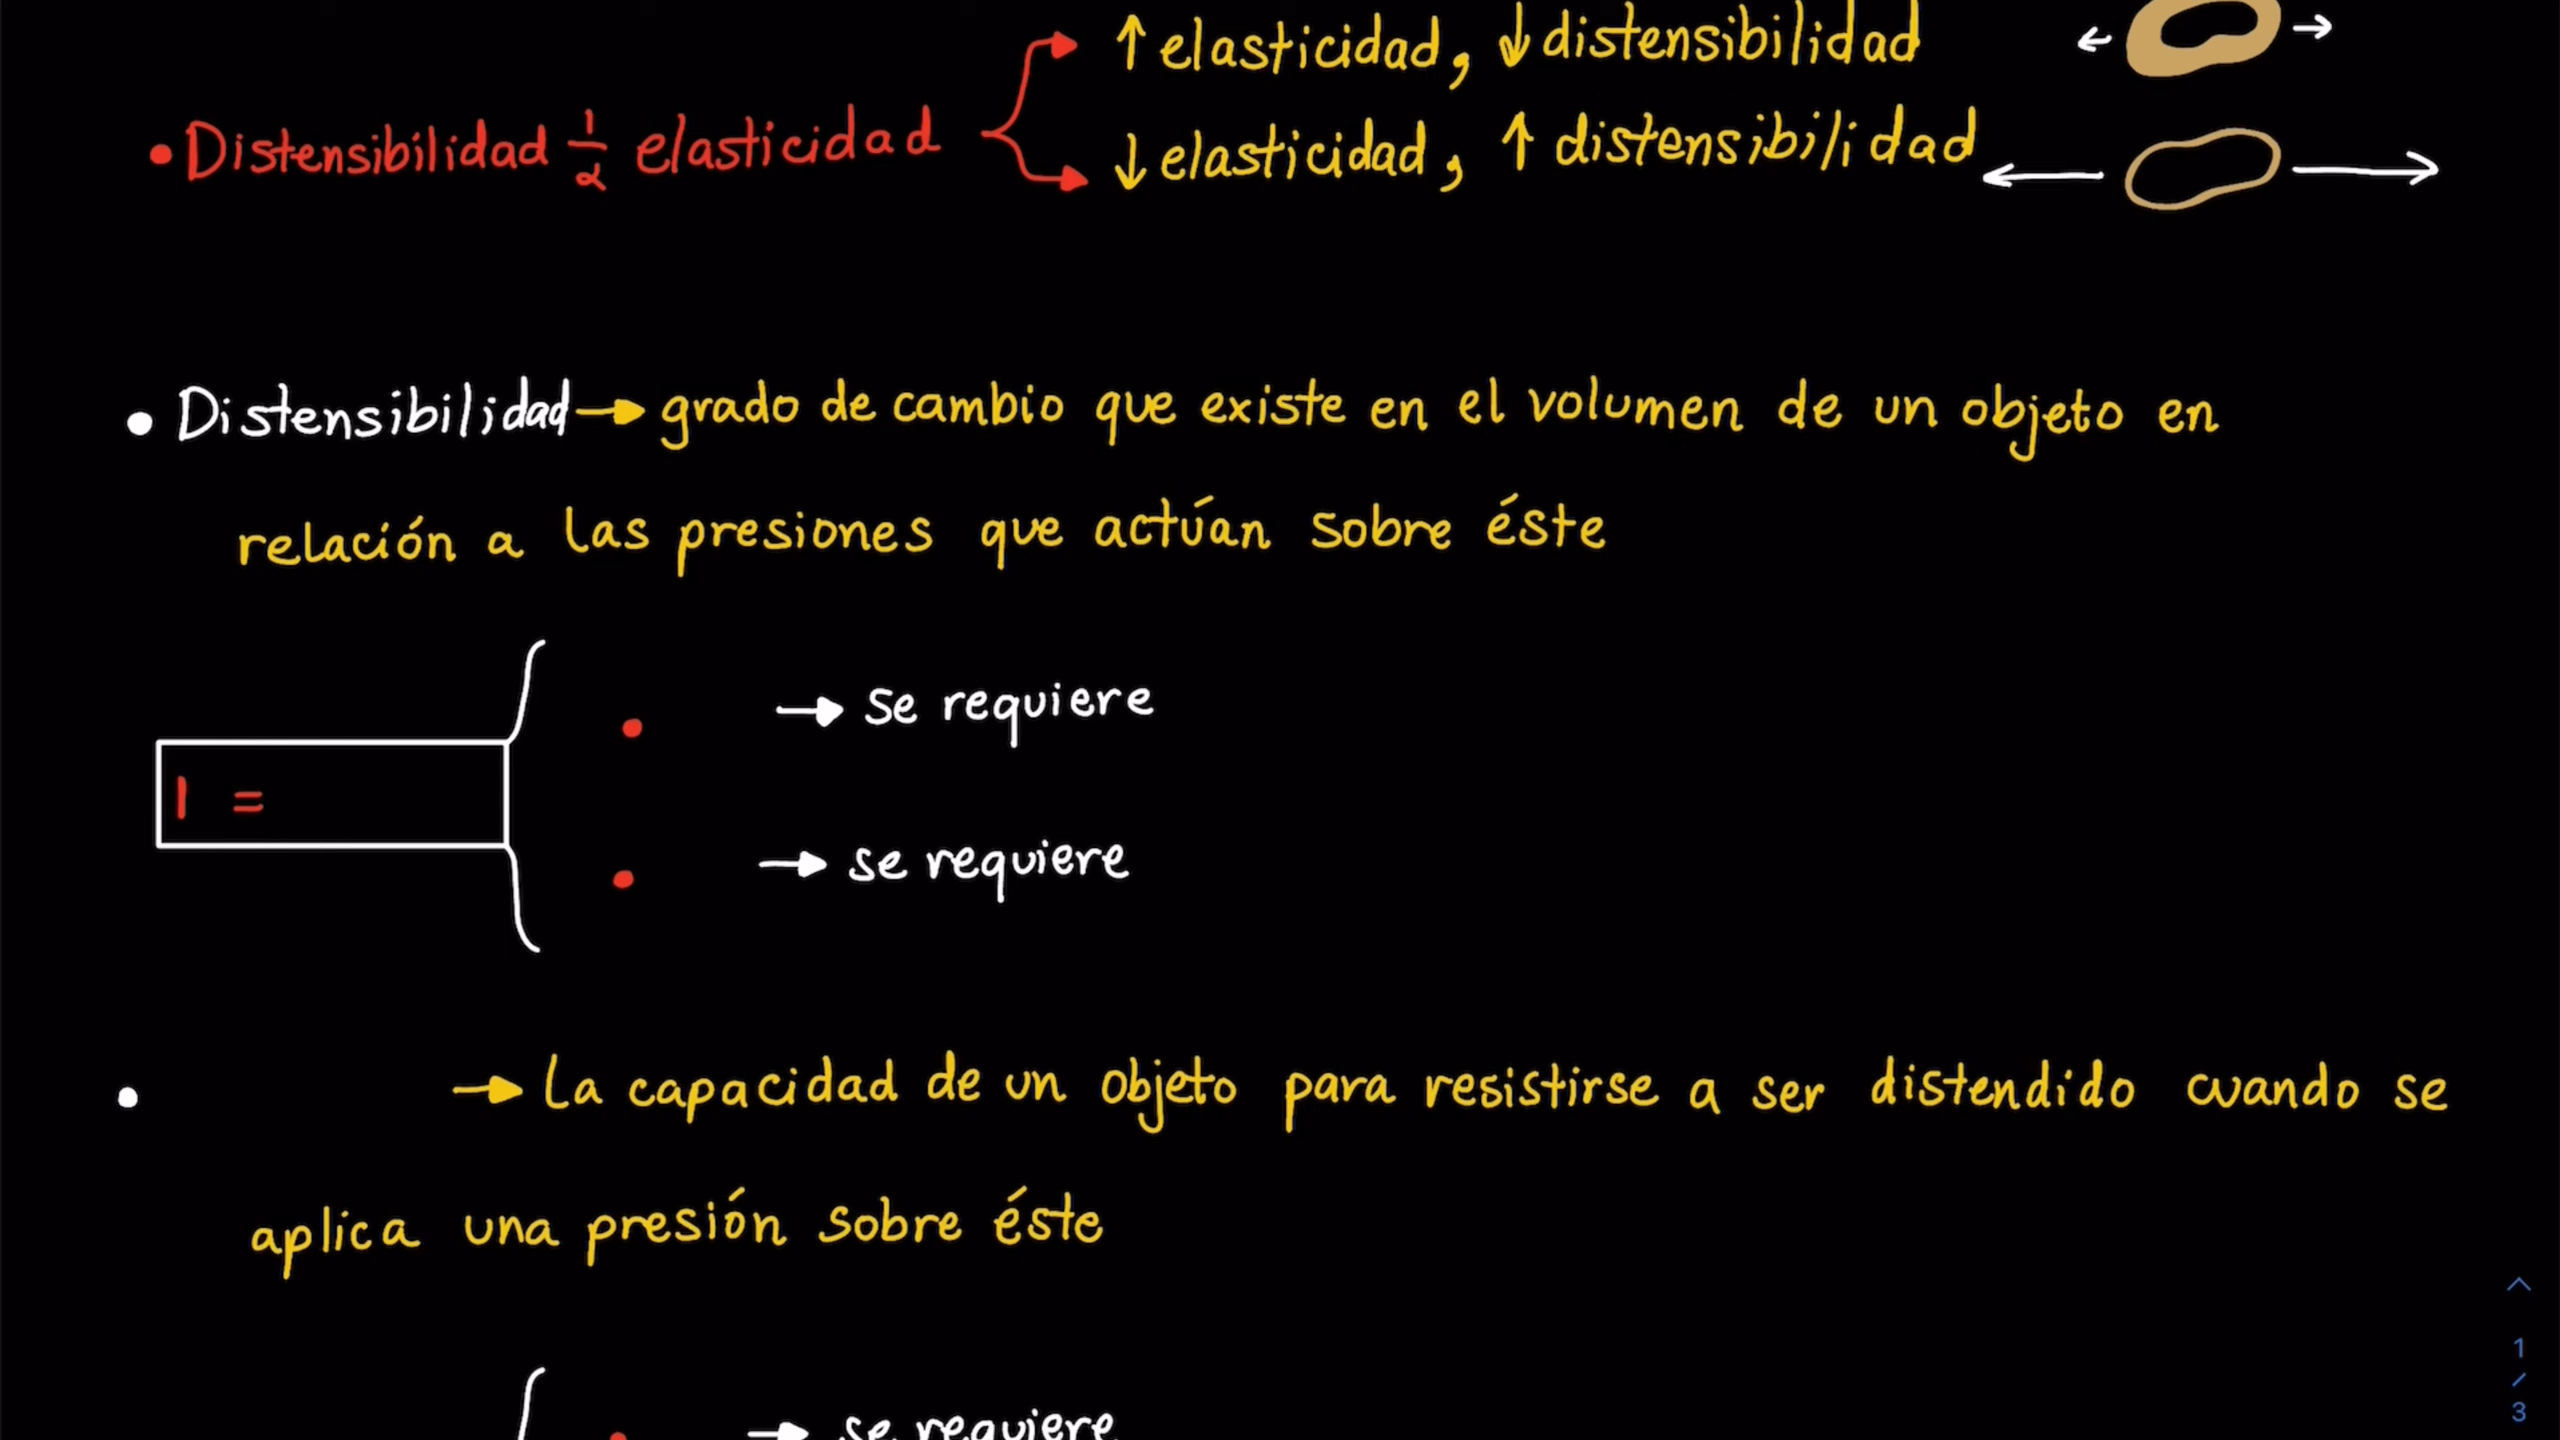 ↑ elasticidad, ↓ distensibilidad
• Distensibilidad 1/α elasticidad
↓ elasticidad, ↑ distensibilidad
• Distensibilidad → grado de cambio que existe en el volumen de un objeto en
relación a las presiones que actúan sobre éste
→ se requiere
1 =
→ se requiere
• → La capacidad de un objeto para resistirse a ser distendido cuando se
aplica una presión sobre éste
→ se requiere
1 / 3